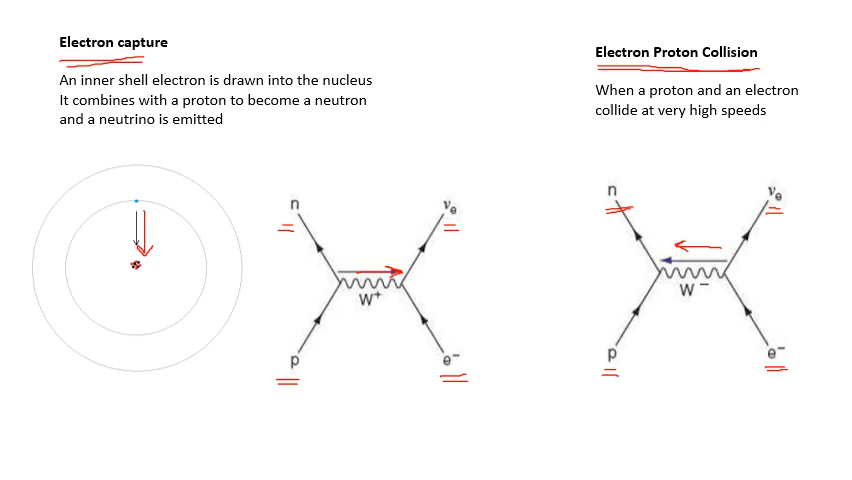 Electron capture
An inner shell electron is drawn into the nucleus
It combines with a proton to become a neutron
and a neutrino is emitted
n
νe
W+
p
e−
Electron Proton Collision
When a proton and an electron
collide at very high speeds
n
νe
W −
p
e−